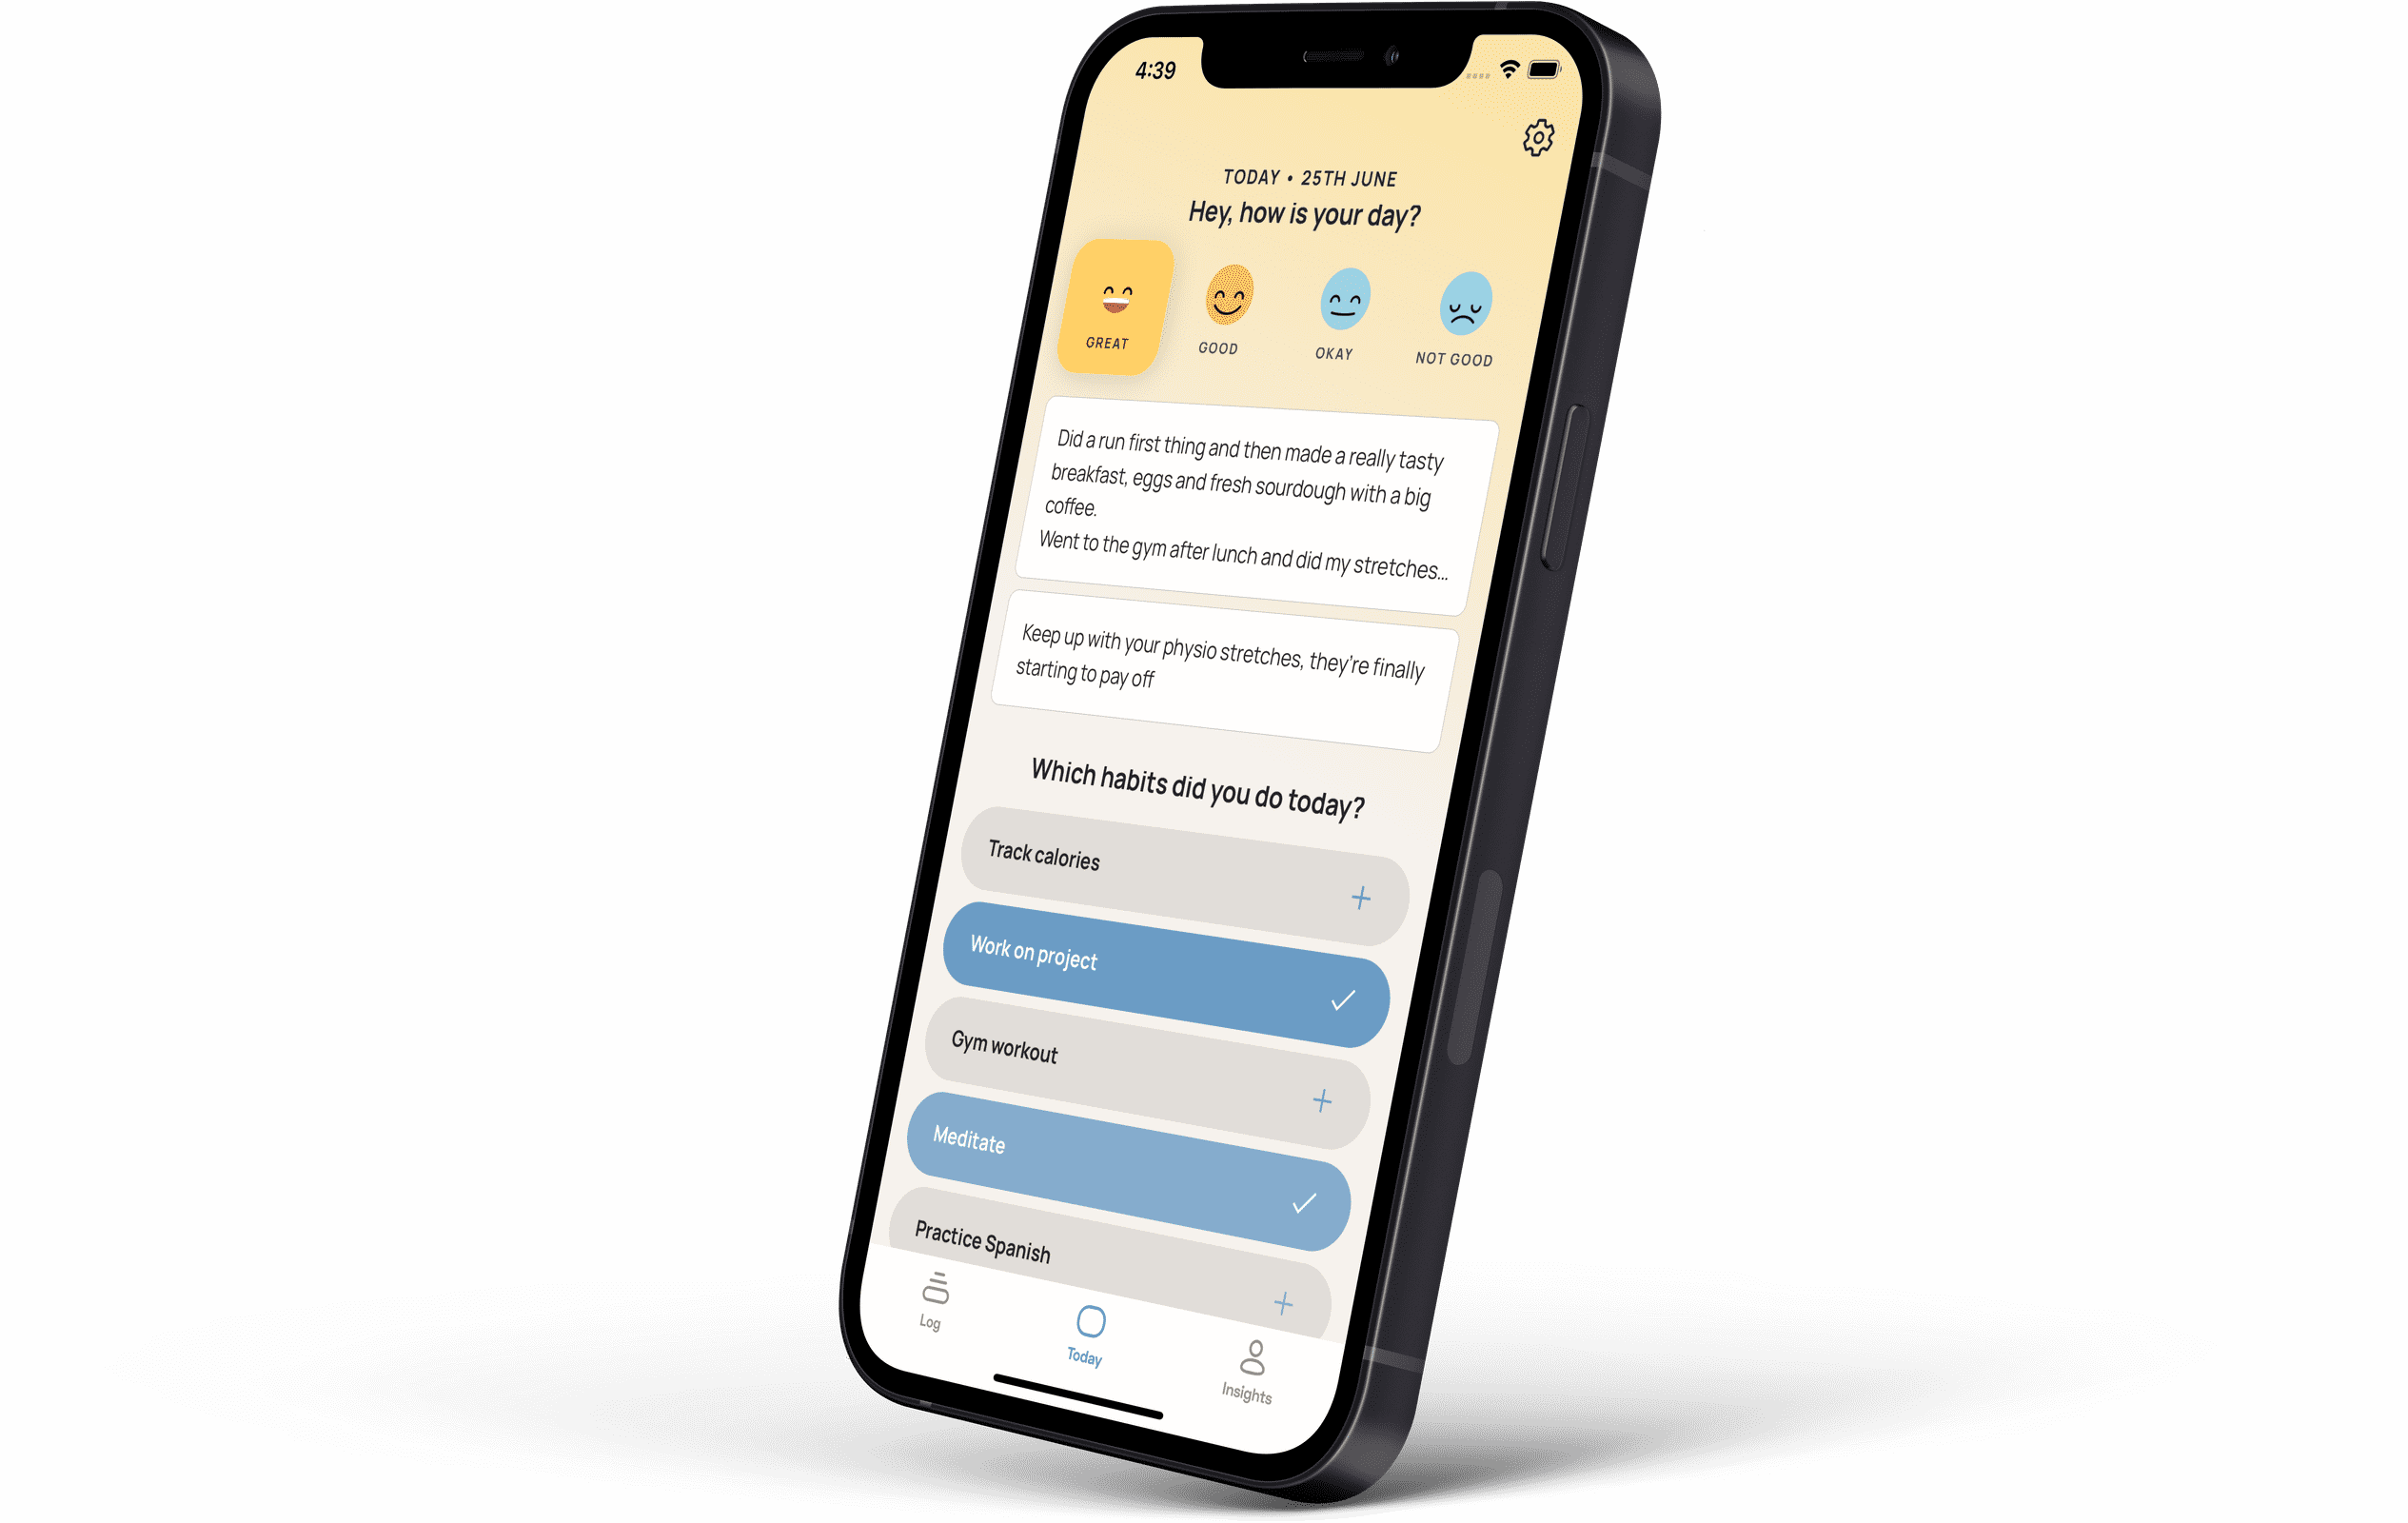 4:39
TODAY • 25TH JUNE
Hey, how is your day?
GREAT
GOOD
OKAY
NOT GOOD
Did a run first thing and then made a really tasty
breakfast, eggs and fresh sourdough with a big
coffee.
Went to the gym after lunch and did my stretches...
Keep up with your physio stretches, they’re finally
starting to pay off
Which habits did you do today?
Track calories
Work on project
Gym workout
Meditate
Practice Spanish
Log
Today
Insights